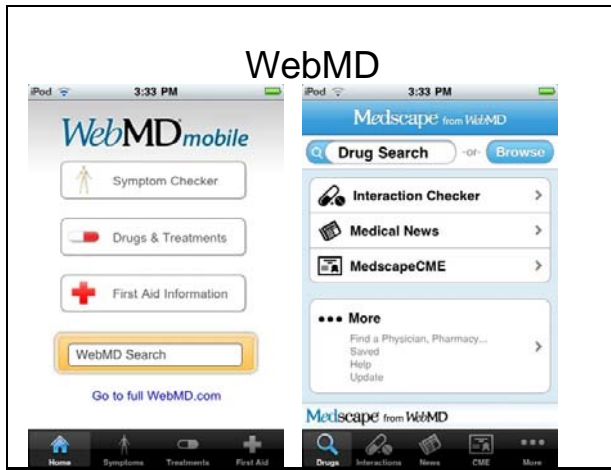 WebMD
iPod 3:33 PM
WebMD mobile
Symptom Checker
Drugs & Treatments
First Aid Information
WebMD Search
Go to full WebMD.com
Home Symptoms Treatments First Aid
iPod 3:33 PM
Medscape from WebMD
Drug Search -or- Browse
Interaction Checker
Medical News
MedscapeCME
More
Find a Physician, Pharmacy...
Saved
Help
Update
Medscape from WebMD
Drugs Interactions News CME More